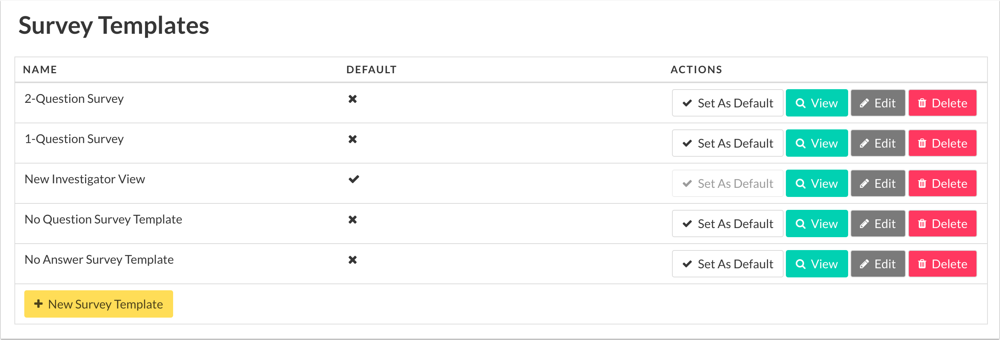 Survey Templates
NAME DEFAULT ACTIONS
2-Question Survey Set As Default View Edit Delete
1-Question Survey Set As Default View Edit Delete
New Investigator View Set As Default View Edit Delete
No Question Survey Template Set As Default View Edit Delete
No Answer Survey Template Set As Default View Edit Delete
New Survey Template